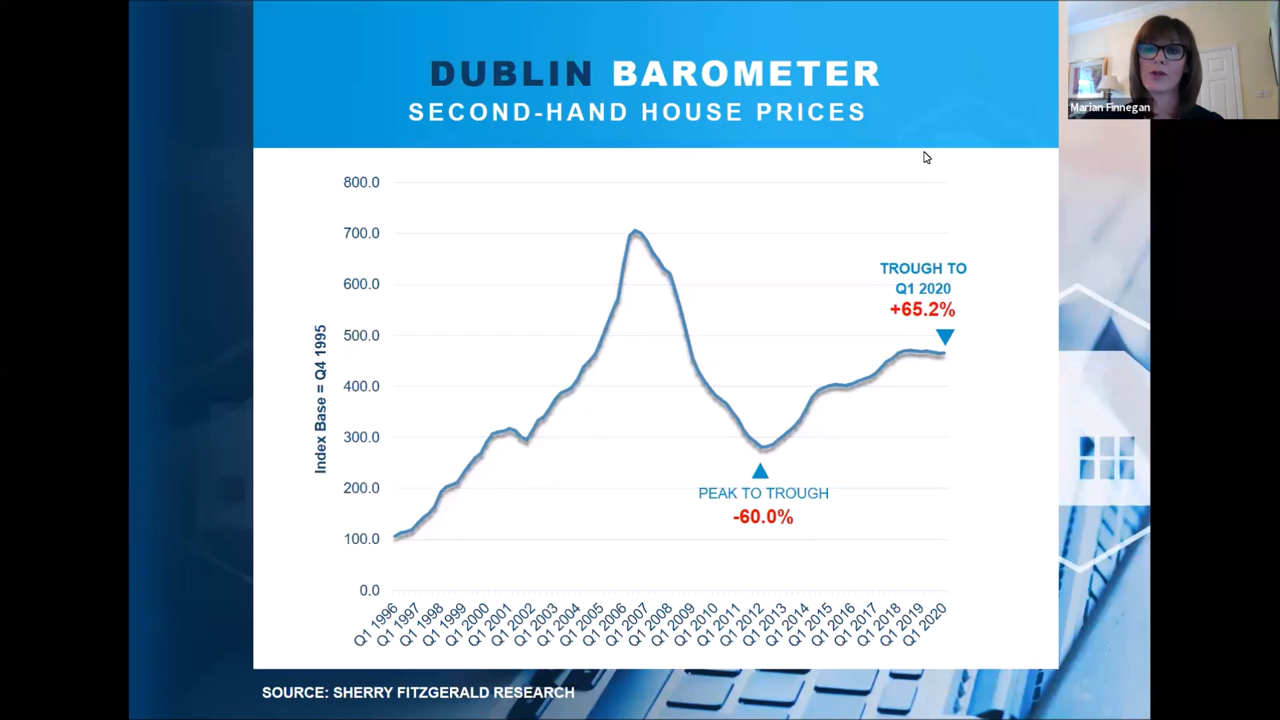 DUBLIN BAROMETER
SECOND-HAND HOUSE PRICES
Marian Finnegan
800.0
700.0
600.0
500.0
400.0
300.0
200.0
100.0
0.0
Index Base = Q4 1995
TROUGH TO
Q1 2020
+65.2%
PEAK TO TROUGH
-60.0%
Q1 1996
Q1 1997
Q1 1998
Q1 1999
Q1 2000
Q1 2001
Q1 2002
Q1 2003
Q1 2004
Q1 2005
Q1 2006
Q1 2007
Q1 2008
Q1 2009
Q1 2010
Q1 2011
Q1 2012
Q1 2013
Q1 2014
Q1 2015
Q1 2016
Q1 2017
Q1 2018
Q1 2019
Q1 2020
SOURCE: SHERRY FITZGERALD RESEARCH